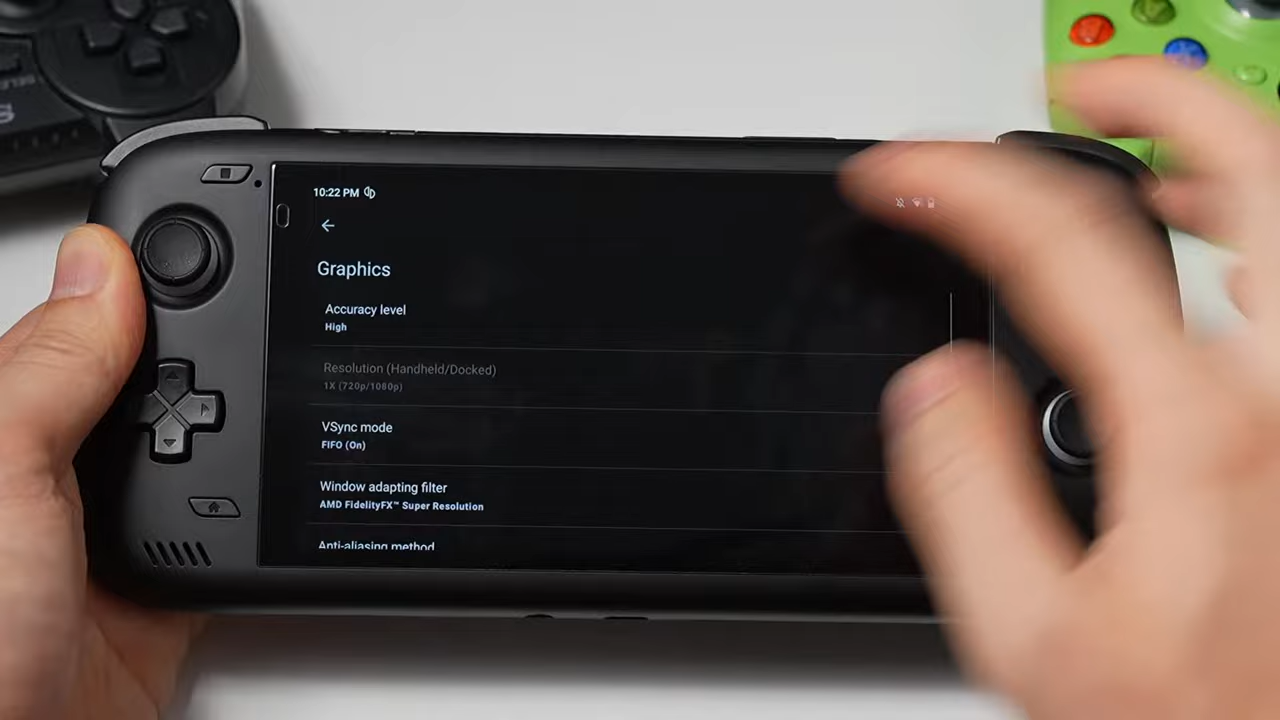 10:22 PM
Graphics
Accuracy level
High
Resolution (Handheld/Docked)
1X (720p/1080p)
VSync mode
FIFO (On)
Window adapting filter
AMD FidelityFX™ Super Resolution
Anti-aliasing method